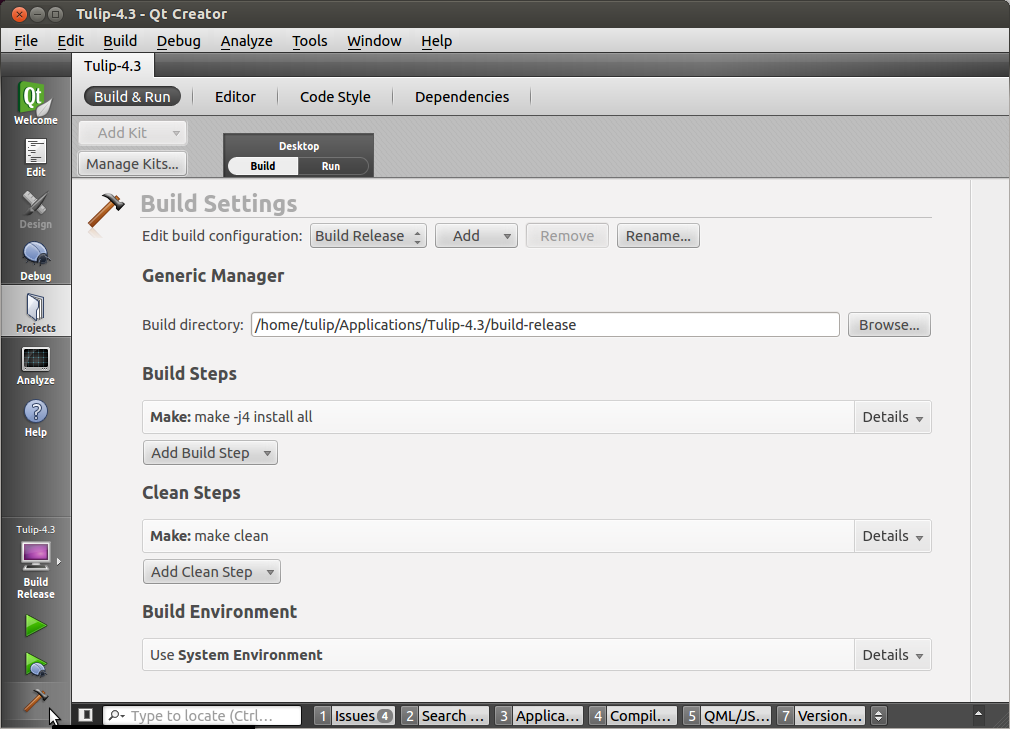 Tulip-4.3 - Qt Creator
File Edit Build Debug Analyze Tools Window Help
Tulip-4.3
Qt
Welcome
Edit
Design
Debug
Projects
Analyze
?
Help
Tulip-4.3
Build
Release
Build & Run Editor Code Style Dependencies
Add Kit
Manage Kits...
Desktop
Build Run
Build Settings
Edit build configuration: Build Release Add Remove Rename...
Generic Manager
Build directory: /home/tulip/Applications/Tulip-4.3/build-release Browse...
Build Steps
Make: make -j4 install all Details
Add Build Step
Clean Steps
Make: make clean Details
Add Clean Step
Build Environment
Use System Environment Details
Type to locate (Ctrl... 1 Issues 4 2 Search ... 3 Applica... 4 Compil... 5 QML/JS... 7 Version...